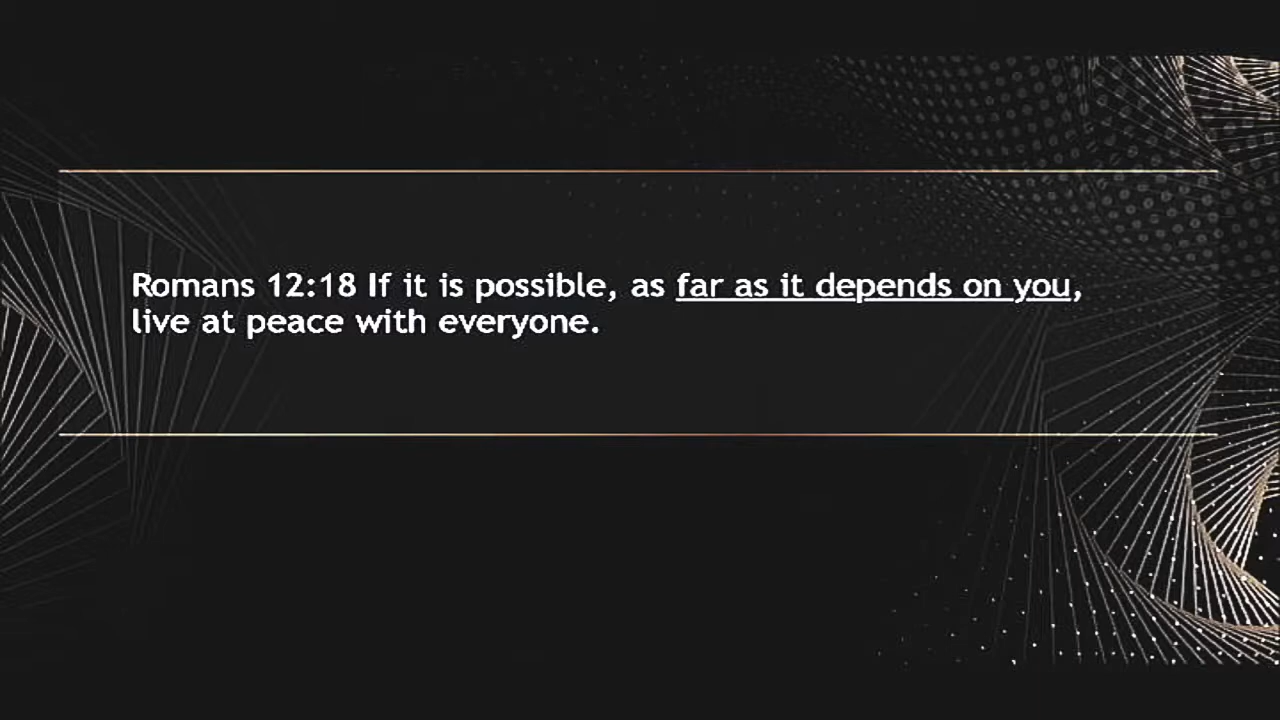 Romans 12:18 If it is possible, as far as it depends on you,
live at peace with everyone.